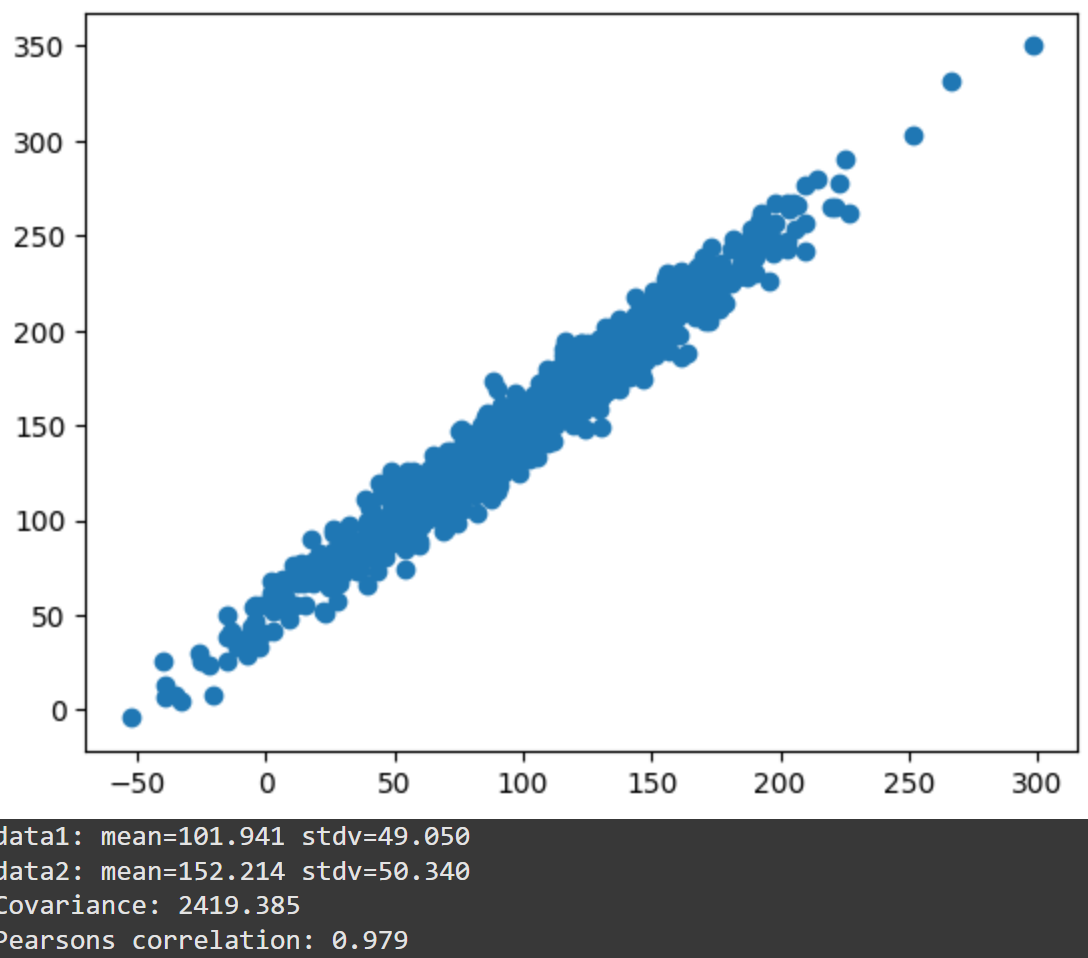 350
300
250
200
150
100
50
0
−50 0 50 100 150 200 250 300
data1: mean=101.941 stdv=49.050
data2: mean=152.214 stdv=50.340
Covariance: 2419.385
Pearsons correlation: 0.979